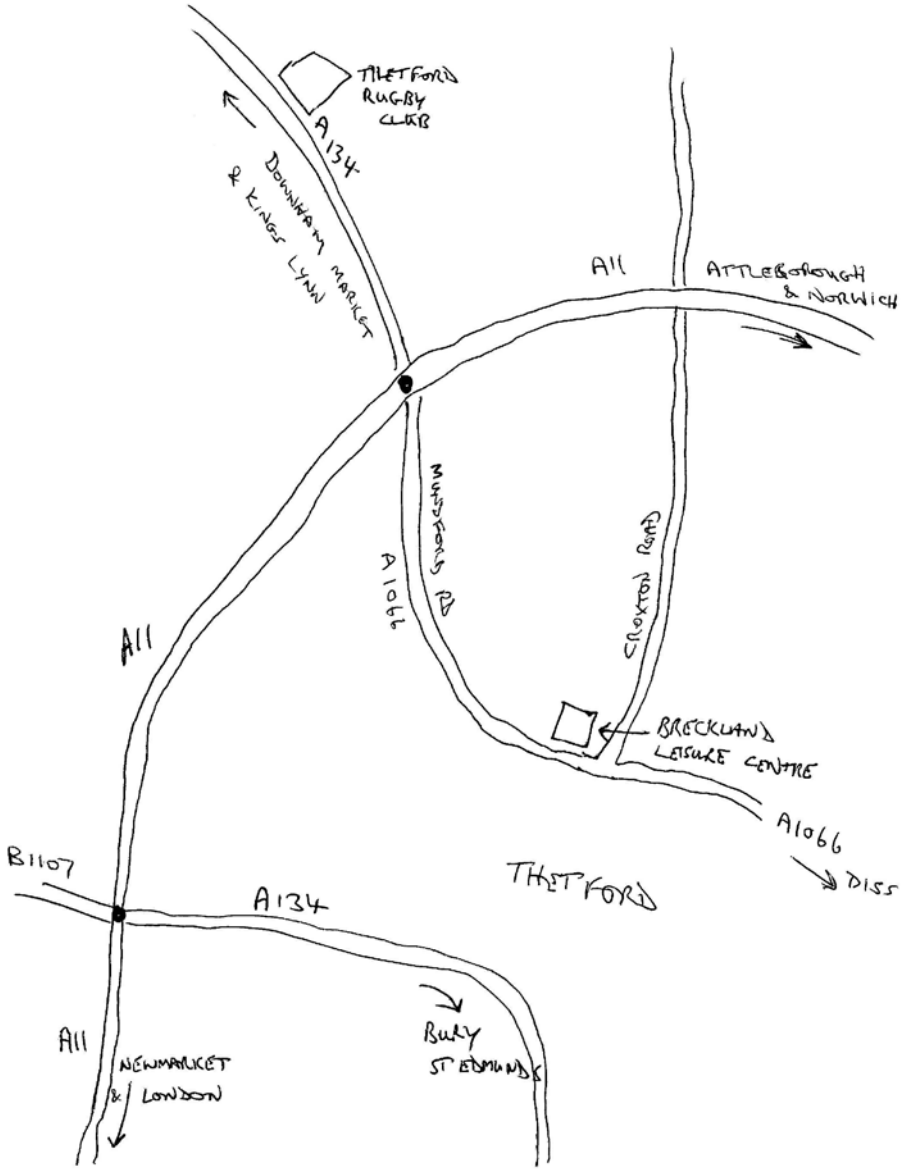 THETFORD
RUGBY
CLUB
A134
DOWNHAM MARKET
& KINGS LYNN
A11
ATTLEBOROUGH
& NORWICH
MUNDFORD RD
A1066
CROXTON ROAD
A11
BRECKLAND
LEISURE CENTRE
A1066
DISS
THETFORD
B1107
A134
A11
NEWMARKET
& LONDON
BURY
ST EDMUNDS